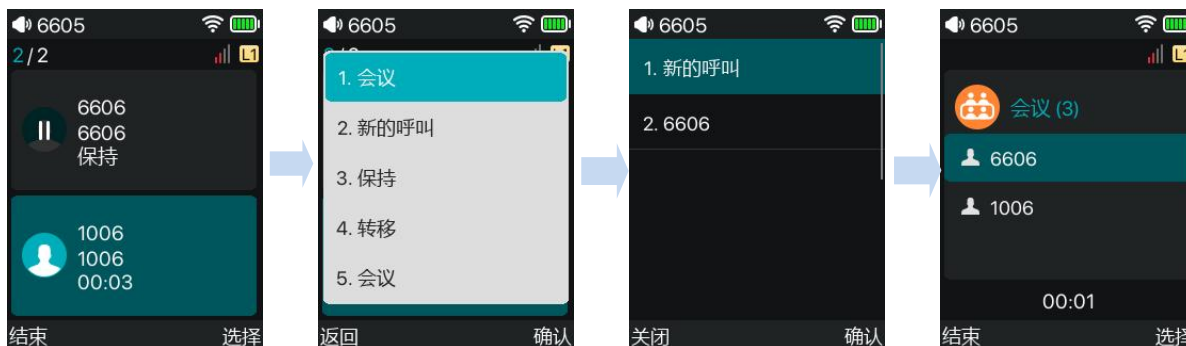 6605
2/2
L1
6606
6606
保持
1006
1006
00:03
结束 选择
6605
1. 会议
2. 新的呼叫
3. 保持
4. 转移
5. 会议
返回 确认
6605
1. 新的呼叫
2. 6606
关闭 确认
6605
会议 (3)
6606
1006
00:01
结束 选择